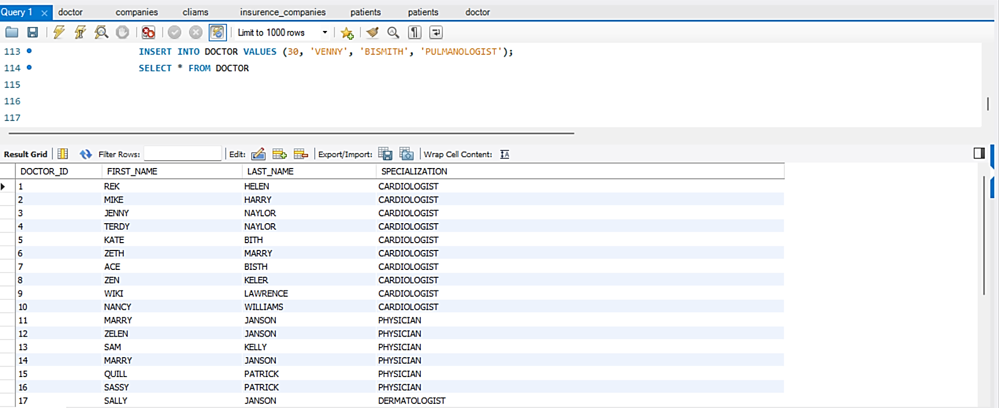 Query 1 doctor companies cliams insurence_companies patients patients doctor
Limit to 1000 rows
113 INSERT INTO DOCTOR VALUES (30, 'VENNY', 'BISMITH', 'PULMANOLOGIST');
114 SELECT * FROM DOCTOR
115
116
117
Result Grid Filter Rows: Edit: Export/Import: Wrap Cell Content: IA
DOCTOR_ID FIRST_NAME LAST_NAME SPECIALIZATION
1 REK HELEN CARDIOLOGIST
2 MIKE HARRY CARDIOLOGIST
3 JENNY NAYLOR CARDIOLOGIST
4 TERDY NAYLOR CARDIOLOGIST
5 KATE BITH CARDIOLOGIST
6 ZETH MARRY CARDIOLOGIST
7 ACE BISTH CARDIOLOGIST
8 ZEN KELER CARDIOLOGIST
9 WIKI LAWRENCE CARDIOLOGIST
10 NANCY WILLIAMS CARDIOLOGIST
11 MARRY JANSON PHYSICIAN
12 ZELEN JANSON PHYSICIAN
13 SAM KELLY PHYSICIAN
14 MARRY JANSON PHYSICIAN
15 QUILL PATRICK PHYSICIAN
16 SASSY PATRICK PHYSICIAN
17 SALLY JANSON DERMATOLOGIST